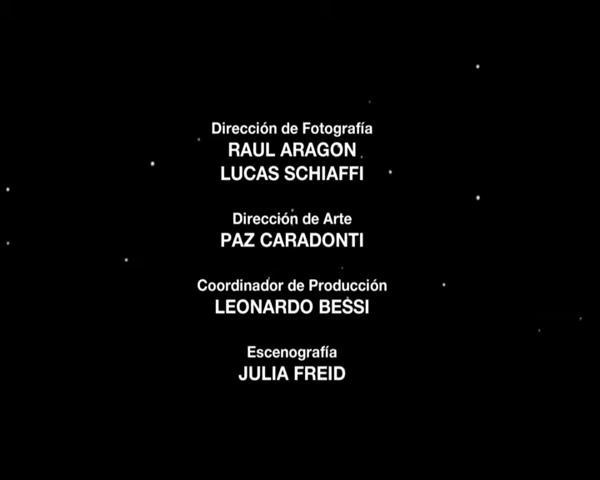 Dirección de Fotografía
RAUL ARAGON
LUCAS SCHIAFFI
Dirección de Arte
PAZ CARADONTI
Coordinador de Producción
LEONARDO BESSI
Escenografía
JULIA FREID